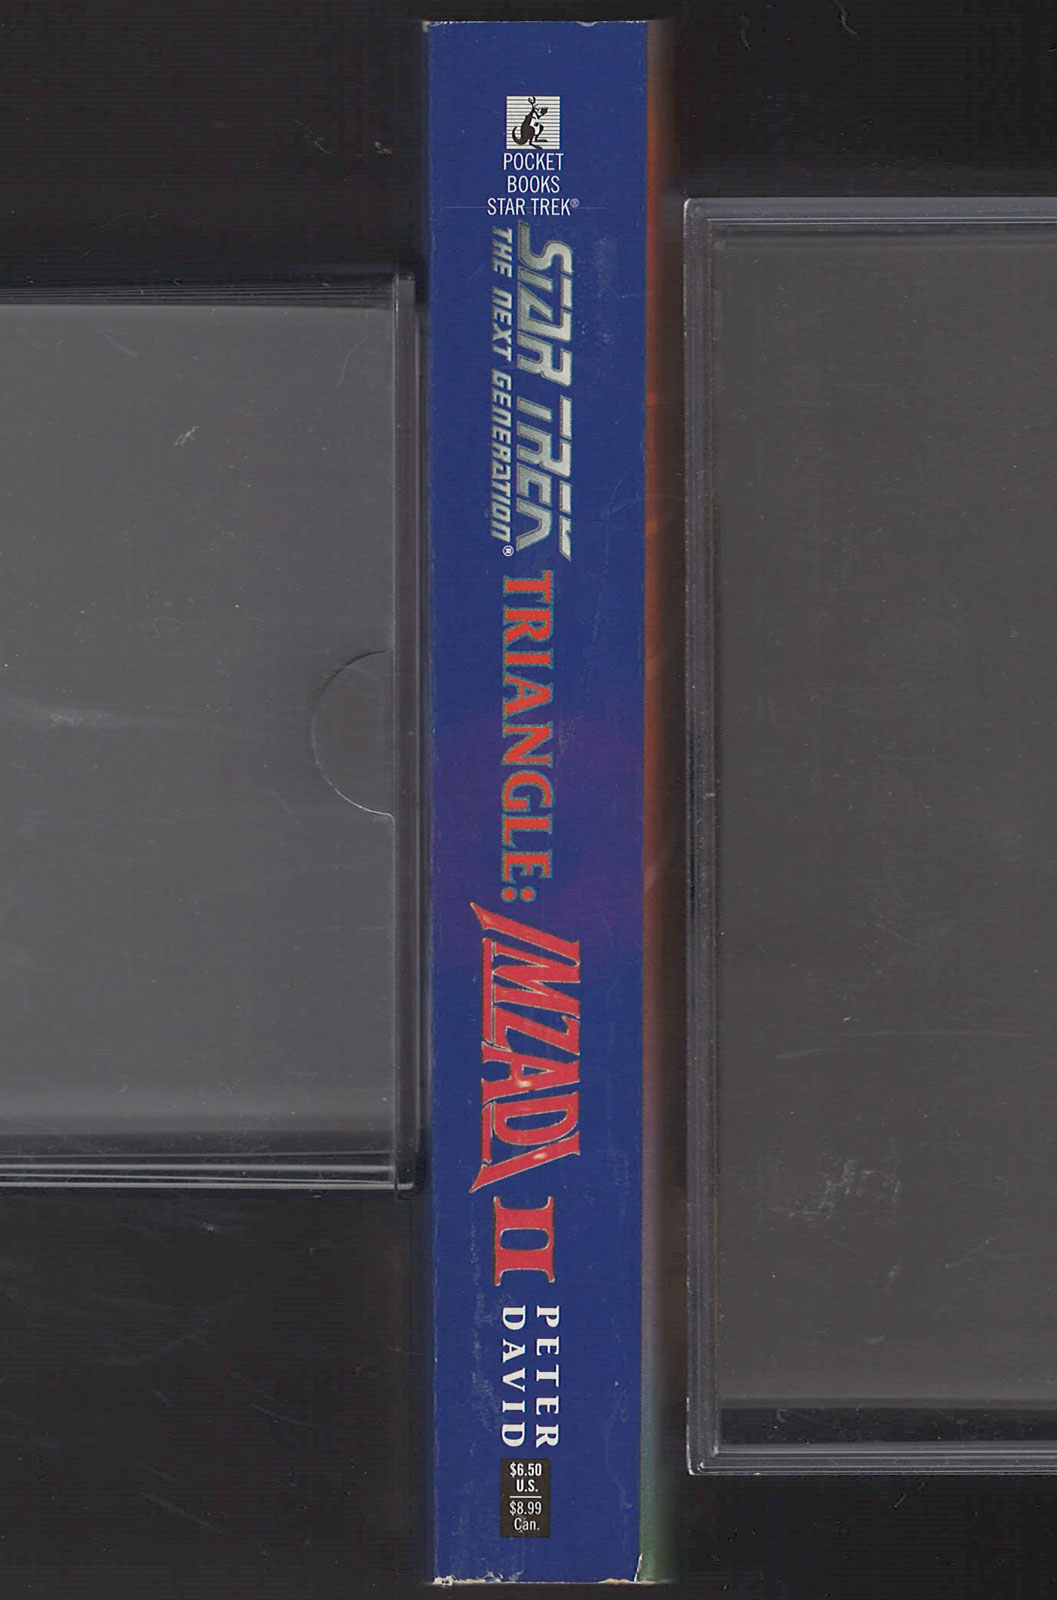 POCKET
BOOKS
STAR TREK®
STAR TREK
THE NEXT GENERATION®
TRIANGLE:
IMZADI II
PETER
DAVID
$6.50
U.S.
$8.99
Can.